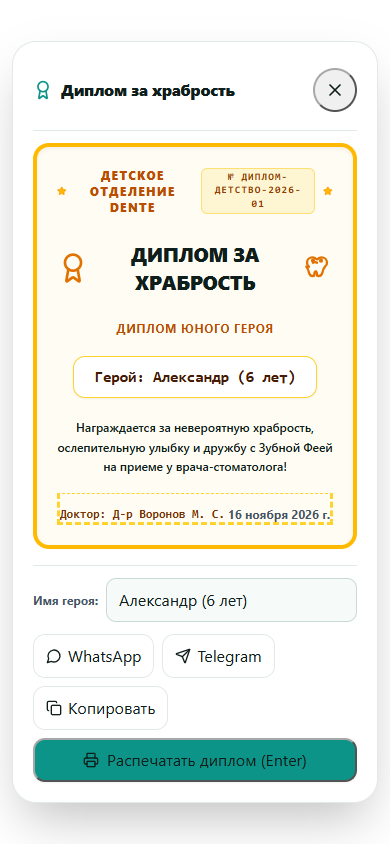 Диплом за храбрость
ДЕТСКОЕ
ОТДЕЛЕНИЕ
DENTE
№ ДИПЛОМ-
ДЕТСТВО-2026-
01
ДИПЛОМ ЗА
ХРАБРОСТЬ
ДИПЛОМ ЮНОГО ГЕРОЯ
Герой: Александр (6 лет)
Награждается за невероятную храбрость,
ослепительную улыбку и дружбу с Зубной Феей
на приеме у врача-стоматолога!
Доктор: Д-р Воронов М. С. 16 ноября 2026 г.
Имя героя: Александр (6 лет)
WhatsApp Telegram
Копировать
Распечатать диплом (Enter)